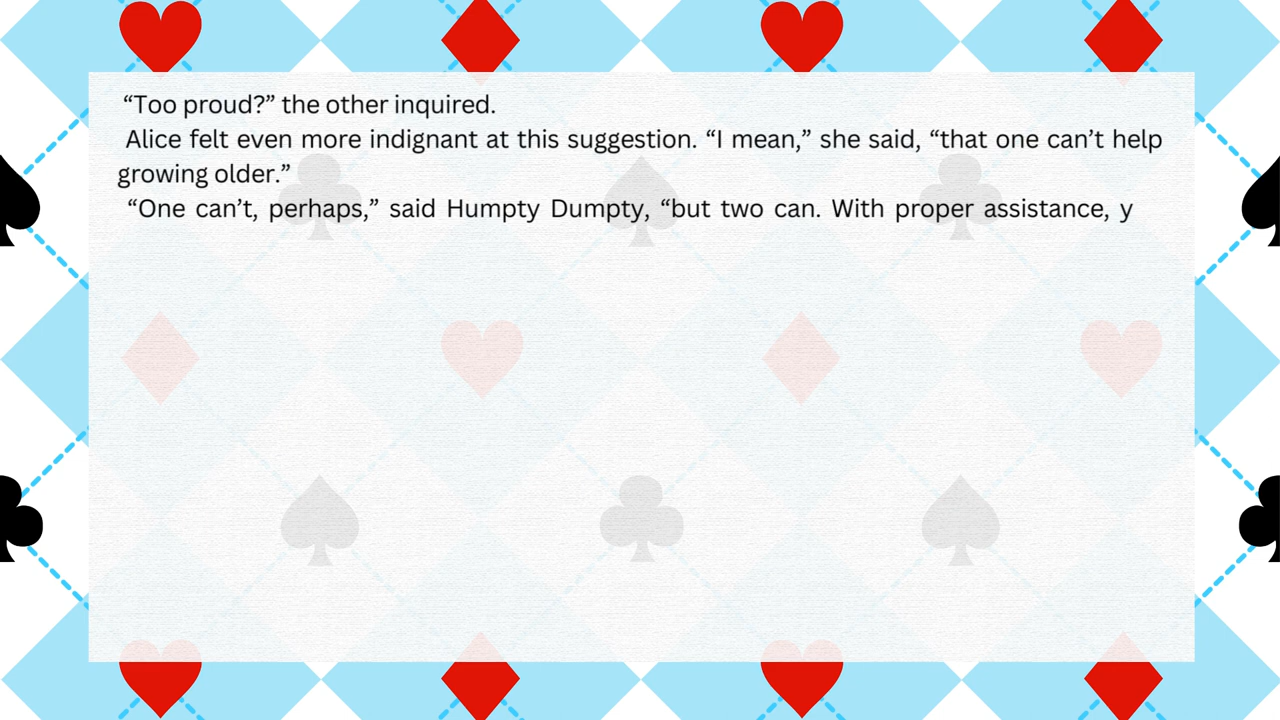 “Too proud?” the other inquired.
Alice felt even more indignant at this suggestion. “I mean,” she said, “that one can’t help
growing older.”
“One can’t, perhaps,” said Humpty Dumpty, “but two can. With proper assistance, y